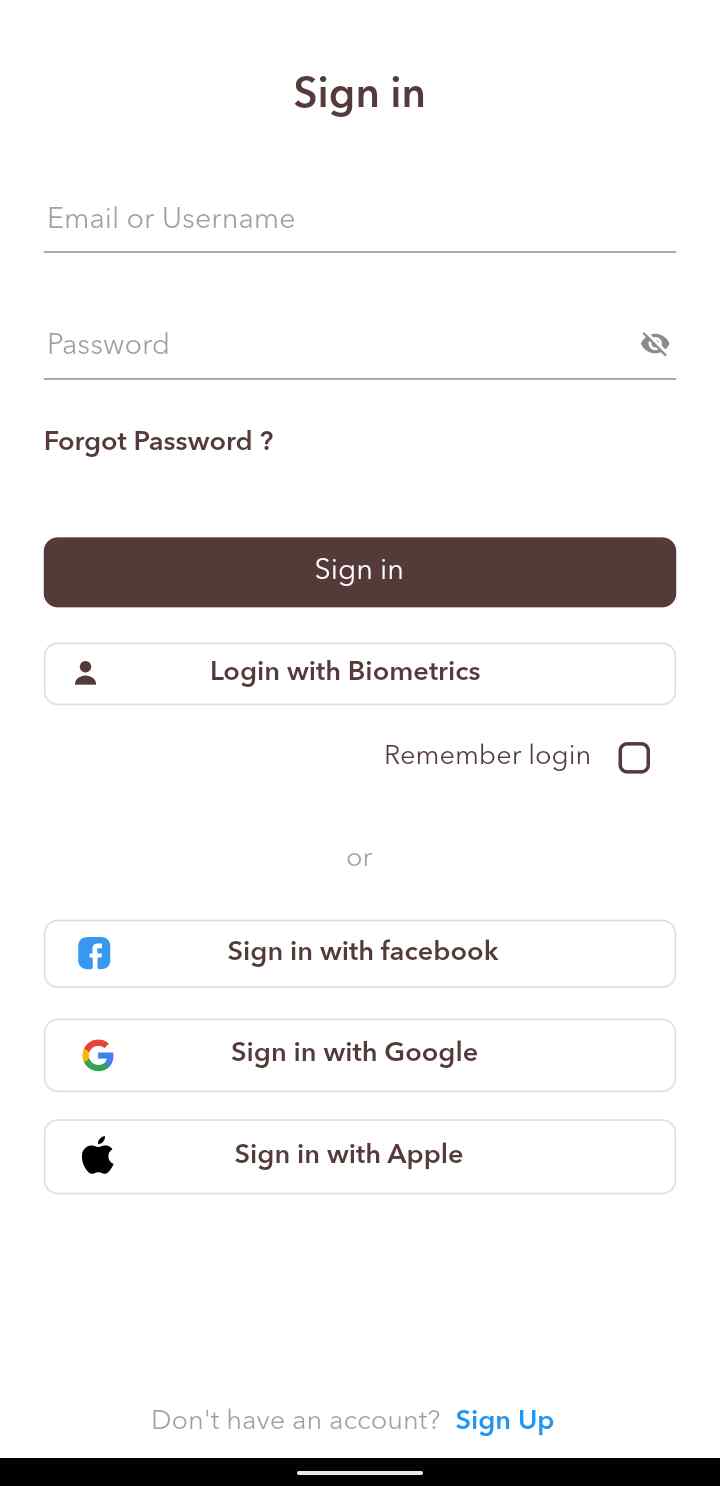 Sign in
Email or Username
Password
Forgot Password ?
Sign in
Login with Biometrics
Remember login
or
Sign in with facebook
Sign in with Google
Sign in with Apple
Don't have an account? Sign Up